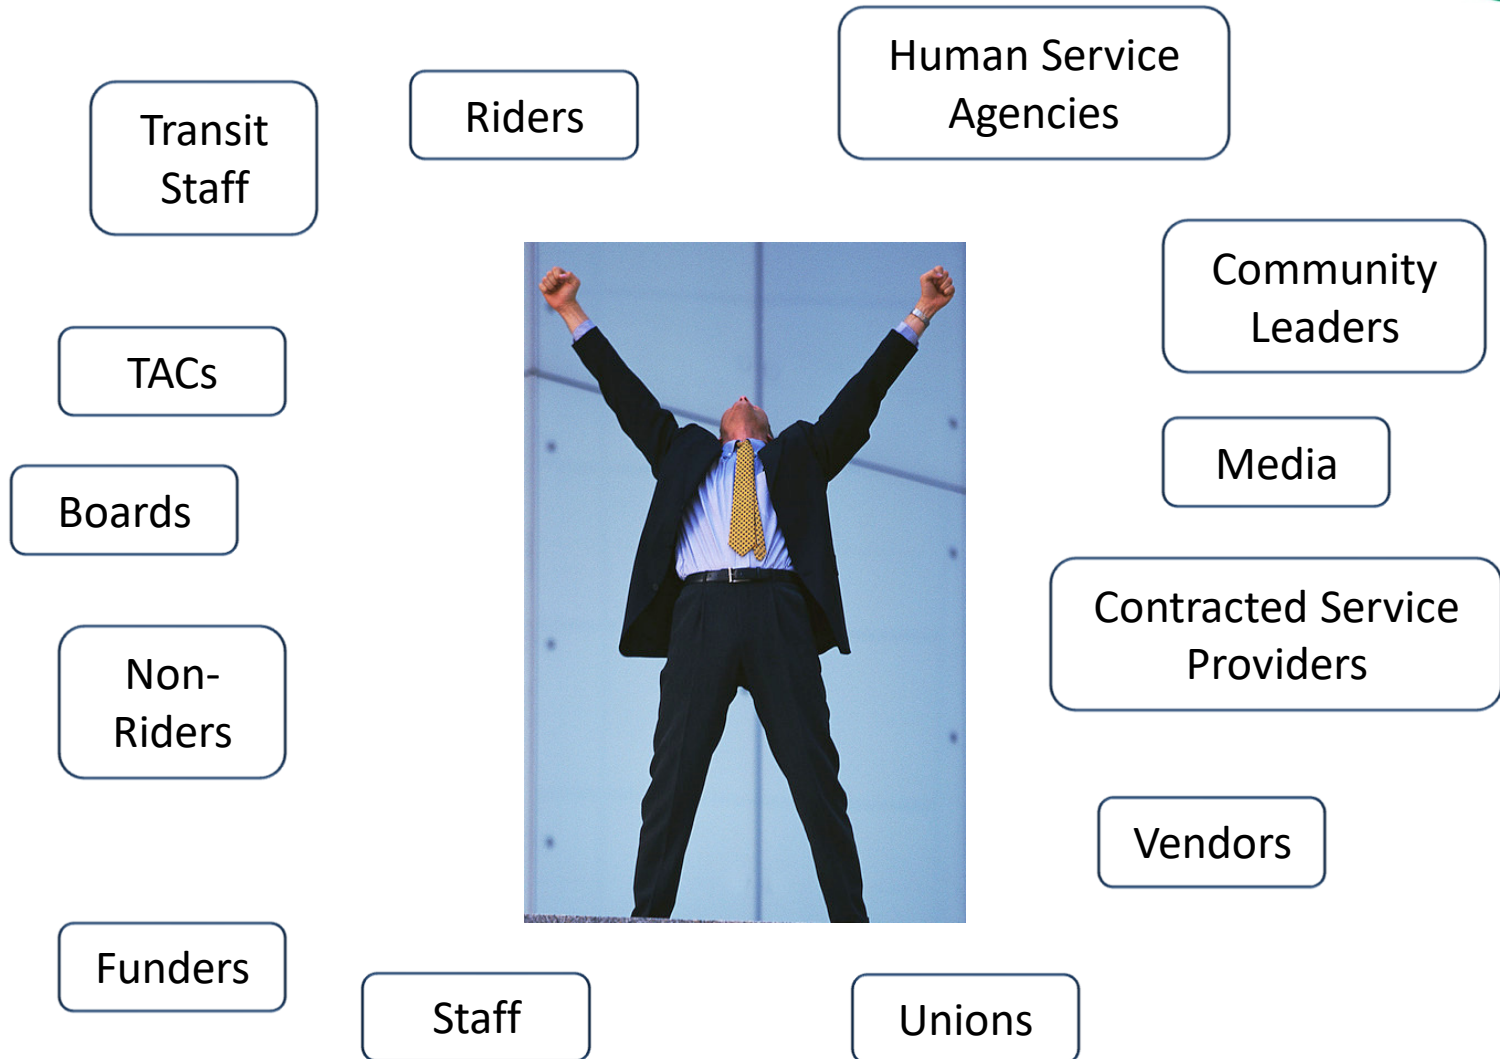 Human Service
Agencies
Riders
Transit
Staff
Community
Leaders
TACs
Media
Boards
Contracted Service
Providers
Non-
Riders
Vendors
Funders
Staff
Unions